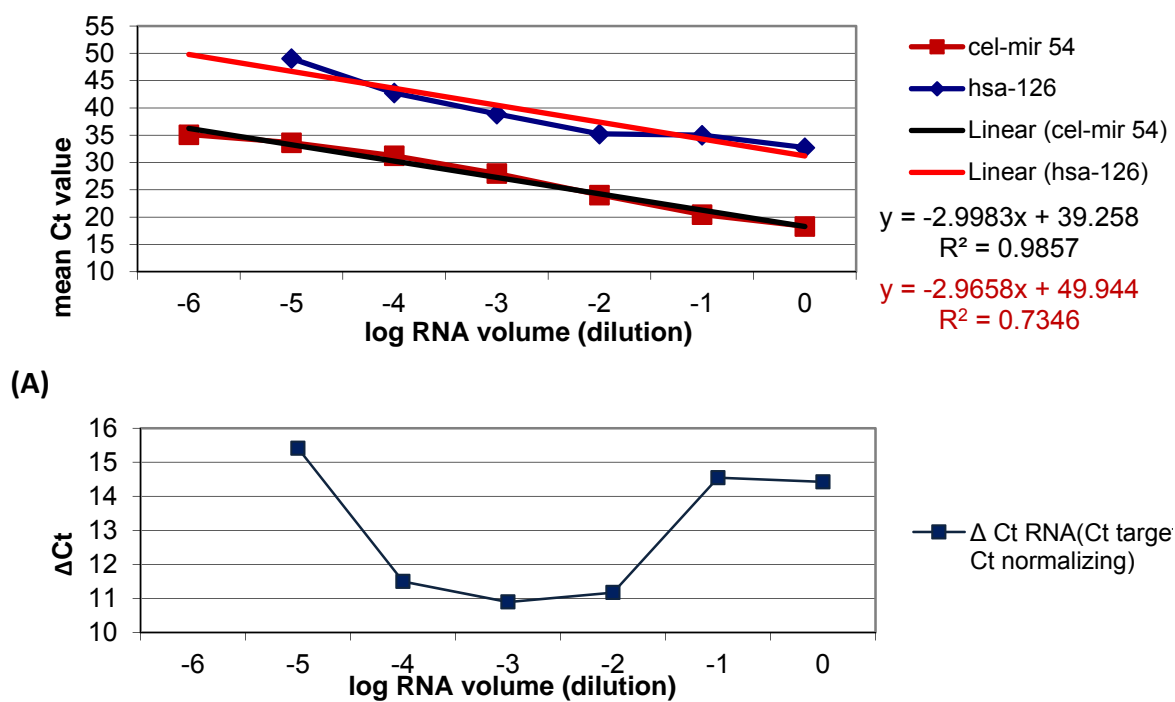 55
50
45
40
35
30
25
20
15
10
mean Ct value
-6 -5 -4 -3 -2 -1 0
log RNA volume (dilution)
cel-mir 54
hsa-126
Linear (cel-mir 54)
Linear (hsa-126)
y = -2.9983x + 39.258
R² = 0.9857
y = -2.9658x + 49.944
R² = 0.7346
(A)
16
15
14
13
12
11
10
ΔCt
-6 -5 -4 -3 -2 -1 0
log RNA volume (dilution)
Δ Ct RNA(Ct targe
Ct normalizing)